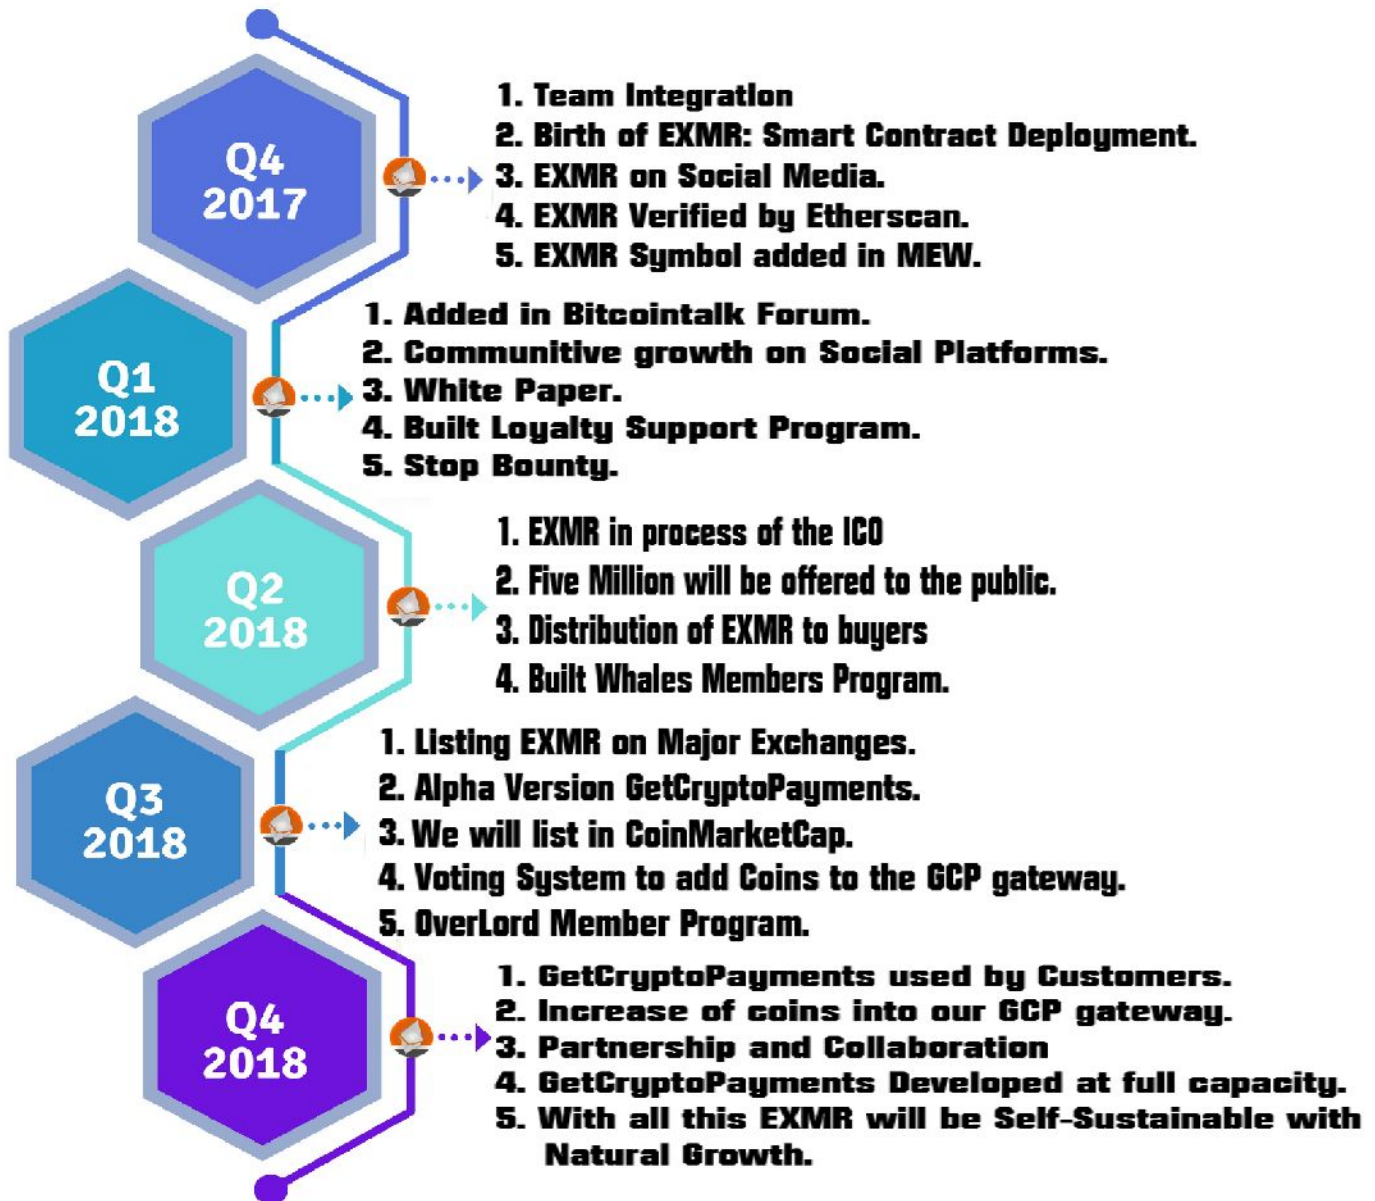 Q4
2017
1. Team Integration
2. Birth of EXMR: Smart Contract Deployment.
3. EXMR on Social Media.
4. EXMR Verified by Etherscan.
5. EXMR Symbol added in MEW.
Q1
2018
1. Added in Bitcointalk Forum.
2. Communitive growth on Social Platforms.
3. White Paper.
4. Built Loyalty Support Program.
5. Stop Bounty.
Q2
2018
1. EXMR in process of the ICO
2. Five Million will be offered to the public.
3. Distribution of EXMR to buyers
4. Built Whales Members Program.
Q3
2018
1. Listing EXMR on Major Exchanges.
2. Alpha Version GetCryptoPayments.
3. We will list in CoinMarketCap.
4. Voting System to add Coins to the GCP gateway.
5. OverLord Member Program.
Q4
2018
1. GetCryptoPayments used by Customers.
2. Increase of coins into our GCP gateway.
3. Partnership and Collaboration
4. GetCryptoPayments Developed at full capacity.
5. With all this EXMR will be Self-Sustainable with
Natural Growth.